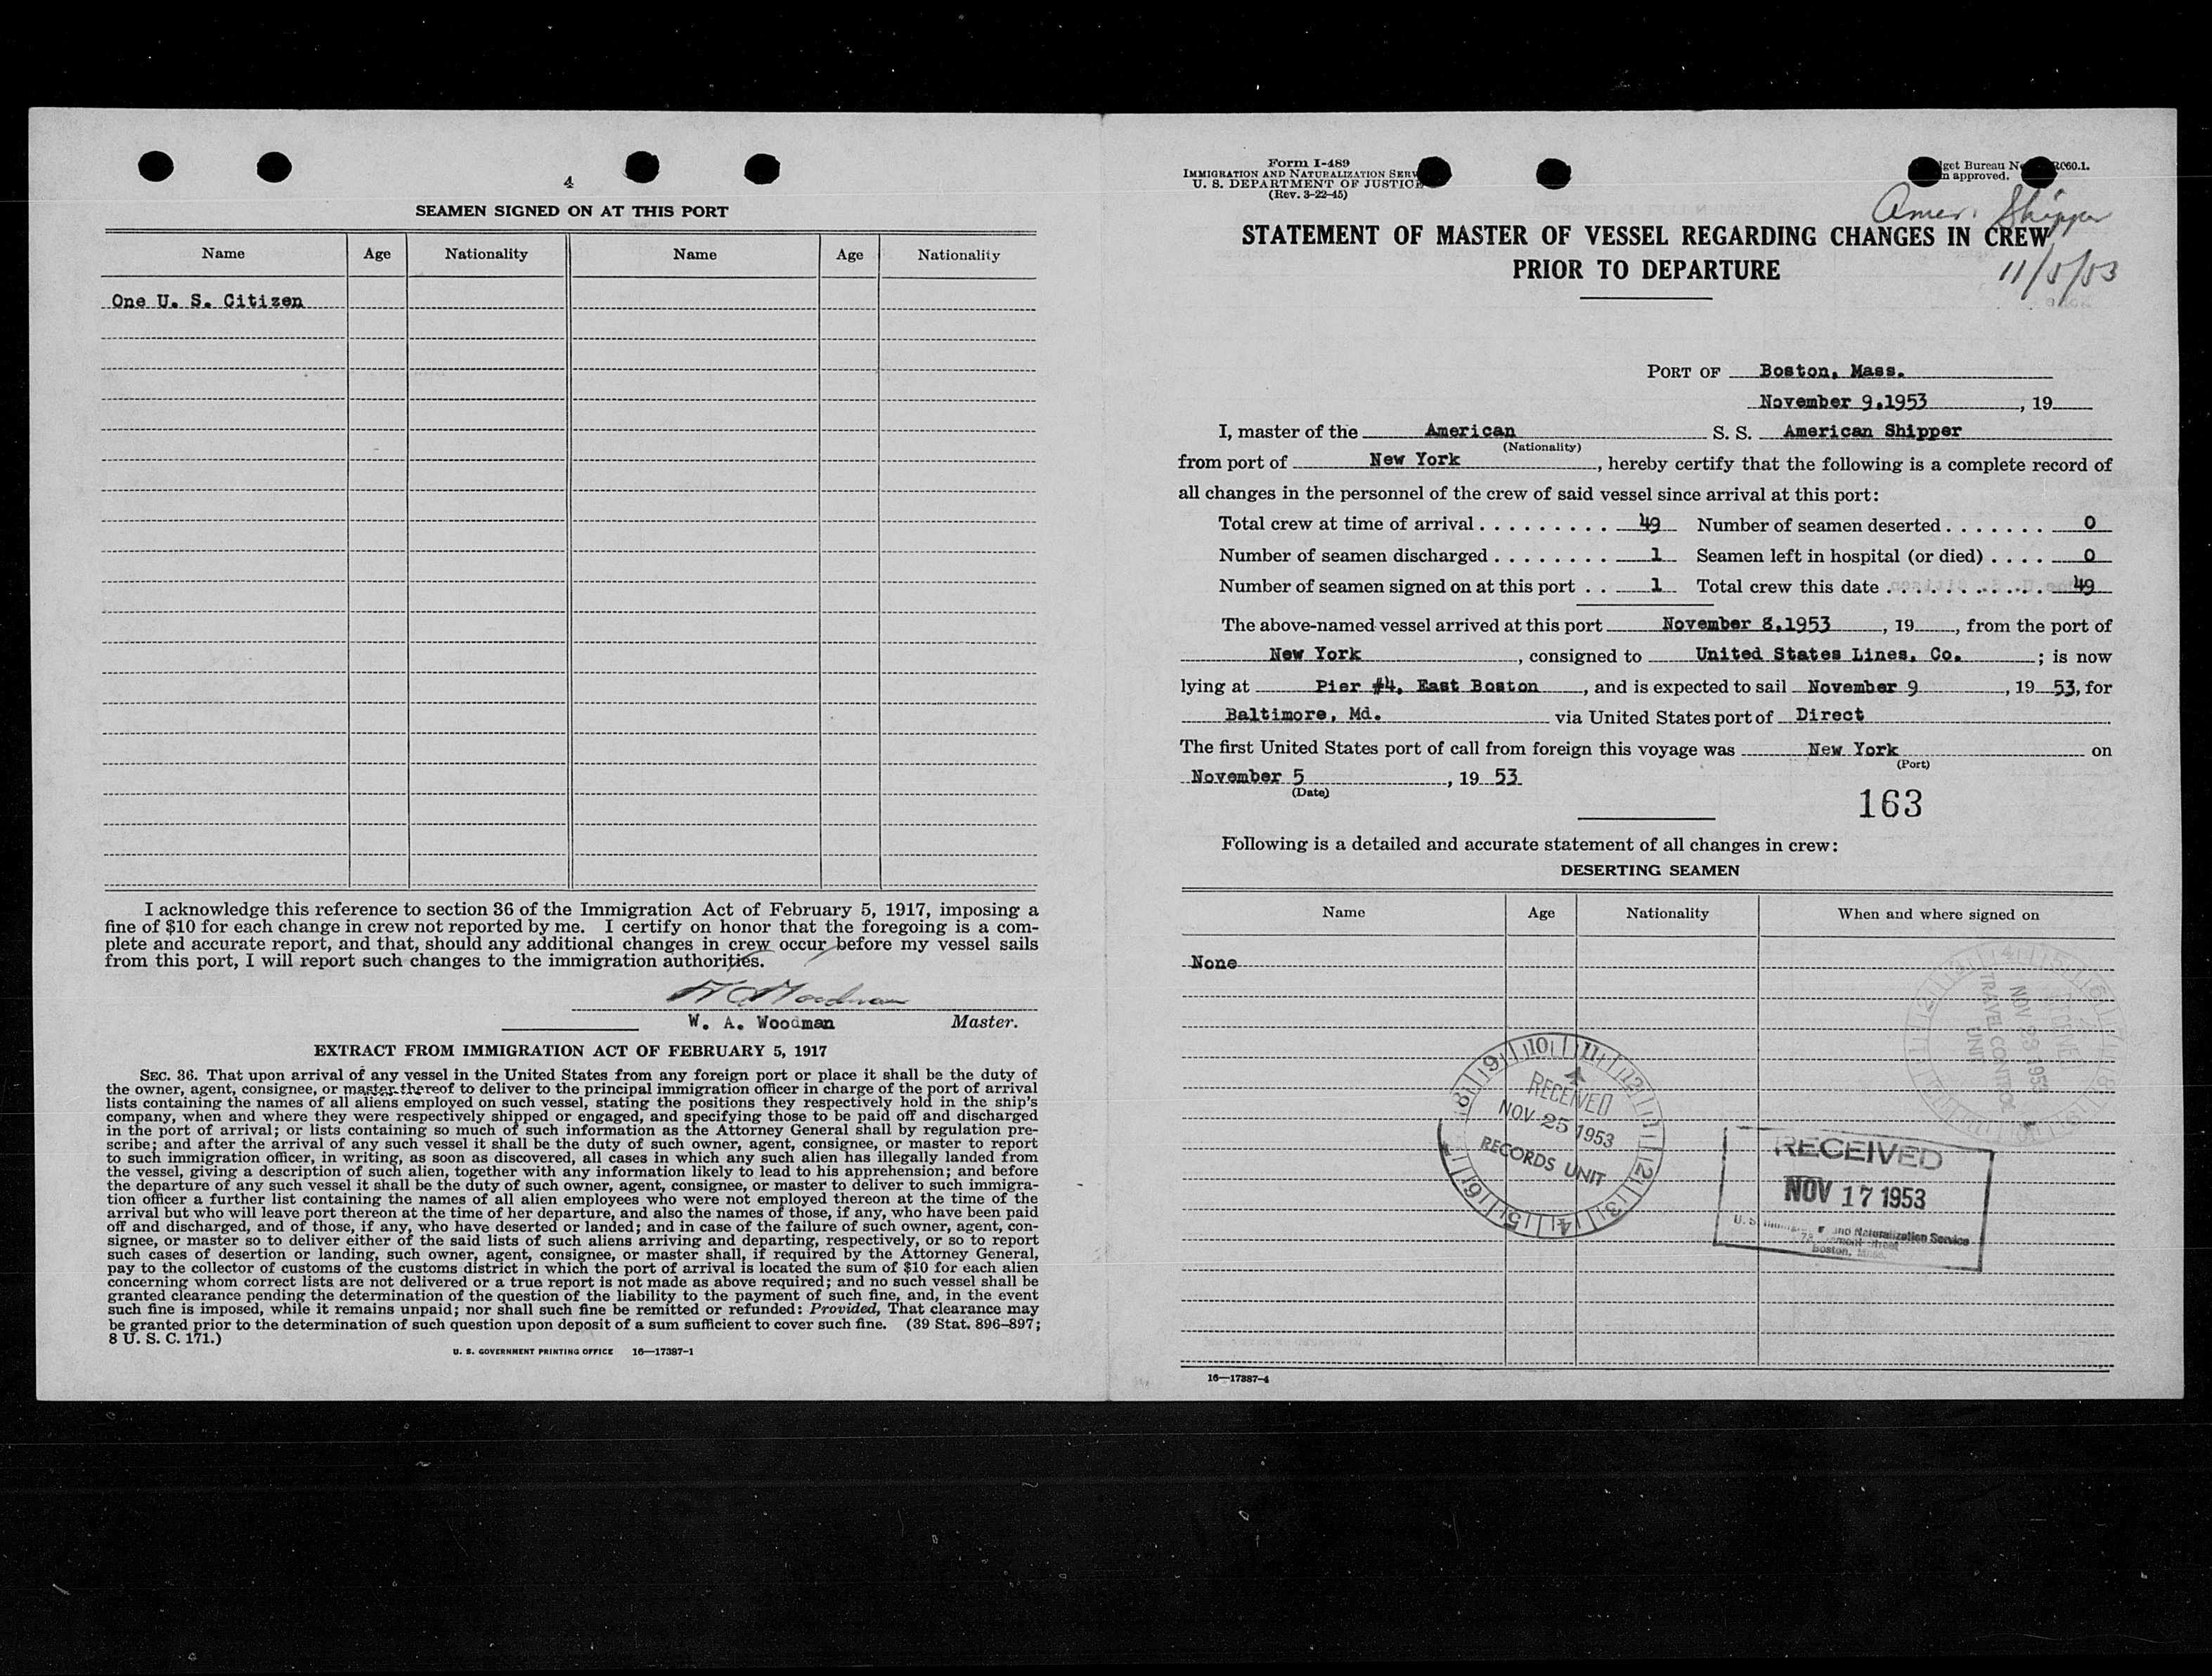 4
SEAMEN SIGNED ON AT THIS PORT
Name Age Nationality Name Age Nationality
One U. S. Citizen
I acknowledge this reference to section 36 of the Immigration Act of February 5, 1917, imposing a
fine of $10 for each change in crew not reported by me. I certify on honor that the foregoing is a com-
plete and accurate report, and that, should any additional changes in crew occur before my vessel sails
from this port, I will report such changes to the immigration authorities.
W. A. Woodman Master.
EXTRACT FROM IMMIGRATION ACT OF FEBRUARY 5, 1917
SEC. 36. That upon arrival of any vessel in the United States from any foreign port or place it shall be the duty of
the owner, agent, consignee, or master thereof to deliver to the principal immigration officer in charge of the port of arrival
lists containing the names of all aliens employed on such vessel, stating the positions they respectively hold in the ship's
company, when and where they were respectively shipped or engaged, and specifying those to be paid off and discharged
in the port of arrival; or lists containing so much of such information as the Attorney General shall by regulation pre-
scribe; and after the arrival of any such vessel it shall be the duty of such owner, agent, consignee, or master to report
to such immigration officer, in writing, as soon as discovered, all cases in which any such alien has illegally landed from
the vessel, giving a description of such alien, together with any information likely to lead to his apprehension; and before
the departure of any such vessel it shall be the duty of such owner, agent, consignee, or master to deliver to such immigra-
tion officer a further list containing the names of all alien employees who were not employed thereon at the time of the
arrival but who will leave port thereon at the time of her departure, and also the names of those, if any, who have been paid
off and discharged, and of those, if any, who have deserted or landed; and in case of the failure of such owner, agent, con-
signee, or master so to deliver either of the said lists of such aliens arriving and departing, respectively, or so to report
such cases of desertion or landing, such owner, agent, consignee, or master shall, if required by the Attorney General,
pay to the collector of customs of the customs district in which the port of arrival is located the sum of $10 for each alien
concerning whom correct lists are not delivered or a true report is not made as above required; and no such vessel shall be
granted clearance pending the determination of the question of the liability to the payment of such fine, and, in the event
such fine is imposed, while it remains unpaid; nor shall such fine be remitted or refunded: Provided, That clearance may
be granted prior to the determination of such question upon deposit of a sum sufficient to cover such fine. (39 Stat. 896-897;
8 U. S. C. 171.)
U. S. GOVERNMENT PRINTING OFFICE 16—17387-1
Form I-489
IMMIGRATION AND NATURALIZATION
U. S. DEPARTMENT OF JUSTICE
(Rev. 3-22-45)
Bureau
approved.
Amer. Shipper
STATEMENT OF MASTER OF VESSEL REGARDING CHANGES IN CREW
PRIOR TO DEPARTURE
11/5/53
PORT OF Boston, Mass.
November 9,1953, 19
I, master of the American S. S. American Shipper
(Nationality)
from port of New York, hereby certify that the following is a complete record of
all changes in the personnel of the crew of said vessel since arrival at this port:
Total crew at time of arrival . . . . . . . . . 49 Number of seamen deserted . . . . . . . 0
Number of seamen discharged . . . . . . . . 1 Seamen left in hospital (or died) . . . . 0
Number of seamen signed on at this port . . 1 Total crew this date . . . . . . . . . . . 49
The above-named vessel arrived at this port November 8,1953, 19, from the port of
New York, consigned to United States Lines, Co.; is now
lying at Pier #4, East Boston, and is expected to sail November 9, 19 53, for
Baltimore, Md. via United States port of Direct
The first United States port of call from foreign this voyage was New York on
(Port)
November 5, 19 53
(Date)
163
Following is a detailed and accurate statement of all changes in crew:
DESERTING SEAMEN
Name Age Nationality When and where signed on
None
NOV 23 1953
TRAVEL CONTROL
UNIT
RECEIVED
NOV 25 1953
RECORDS UNIT
RECEIVED
NOV 17 1953
and Naturalization Service
Boston, Mass.
16—17387-4